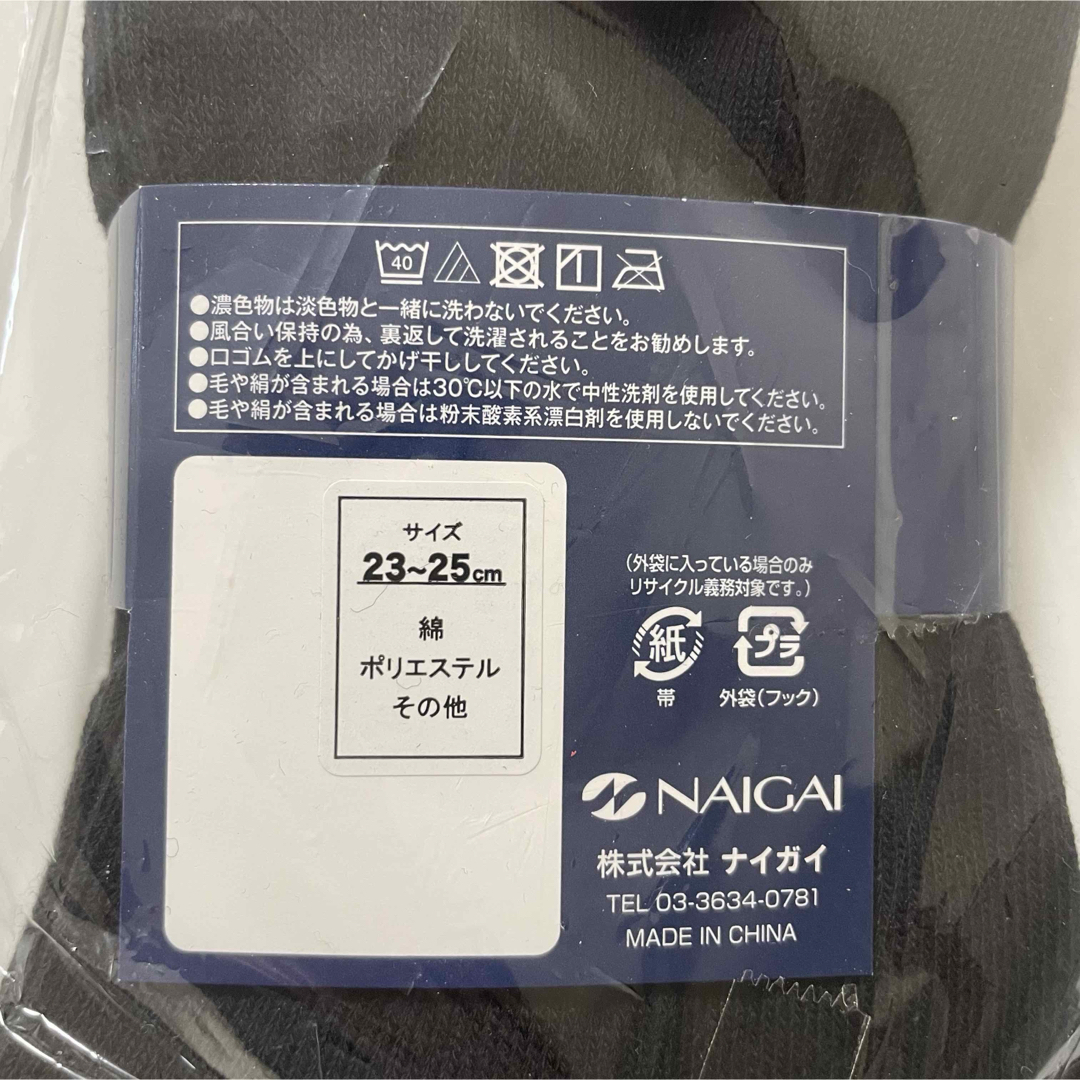 40
●濃色物は淡色物と一緒に洗わないでください。
●風合い保持の為、裏返して洗濯されることをお勧めします。
●口ゴムを上にしてかげ干ししてください。
●毛や絹が含まれる場合は30℃以下の水で中性洗剤を使用してください。
●毛や絹が含まれる場合は粉末酸素系漂白剤を使用しないでください。
サイズ
23~25cm
綿
ポリエステル
その他
(外袋に入っている場合のみ
リサイクル義務対象です。)
紙 プラ
帯 外袋(フック)
NAIGAI
株式会社 ナイガイ
TEL 03-3634-0781
MADE IN CHINA